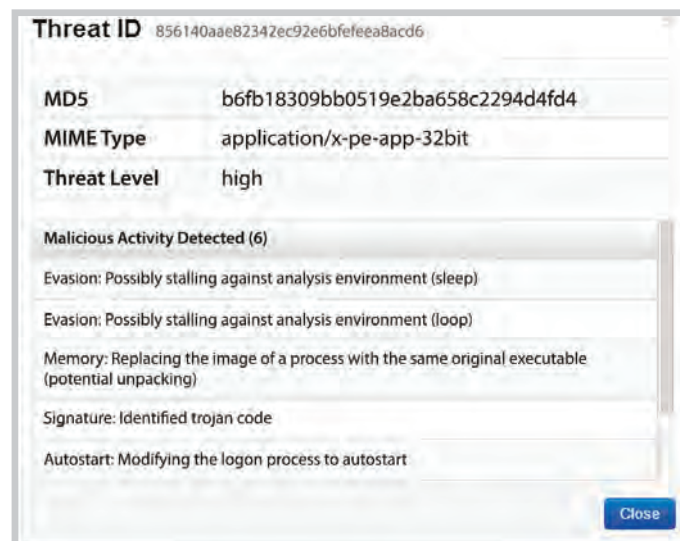 Threat ID 856140aae82342ec92e6bfefeea8acd6
MD5 b6fb18309bb0519e2ba658c2294d4fd4
MIME Type application/x-pe-app-32bit
Threat Level high
Malicious Activity Detected (6)
Evasion: Possibly stalling against analysis environment (sleep)
Evasion: Possibly stalling against analysis environment (loop)
Memory: Replacing the image of a process with the same original executable
(potential unpacking)
Signature: Identified trojan code
Autostart: Modifying the logon process to autostart
Close